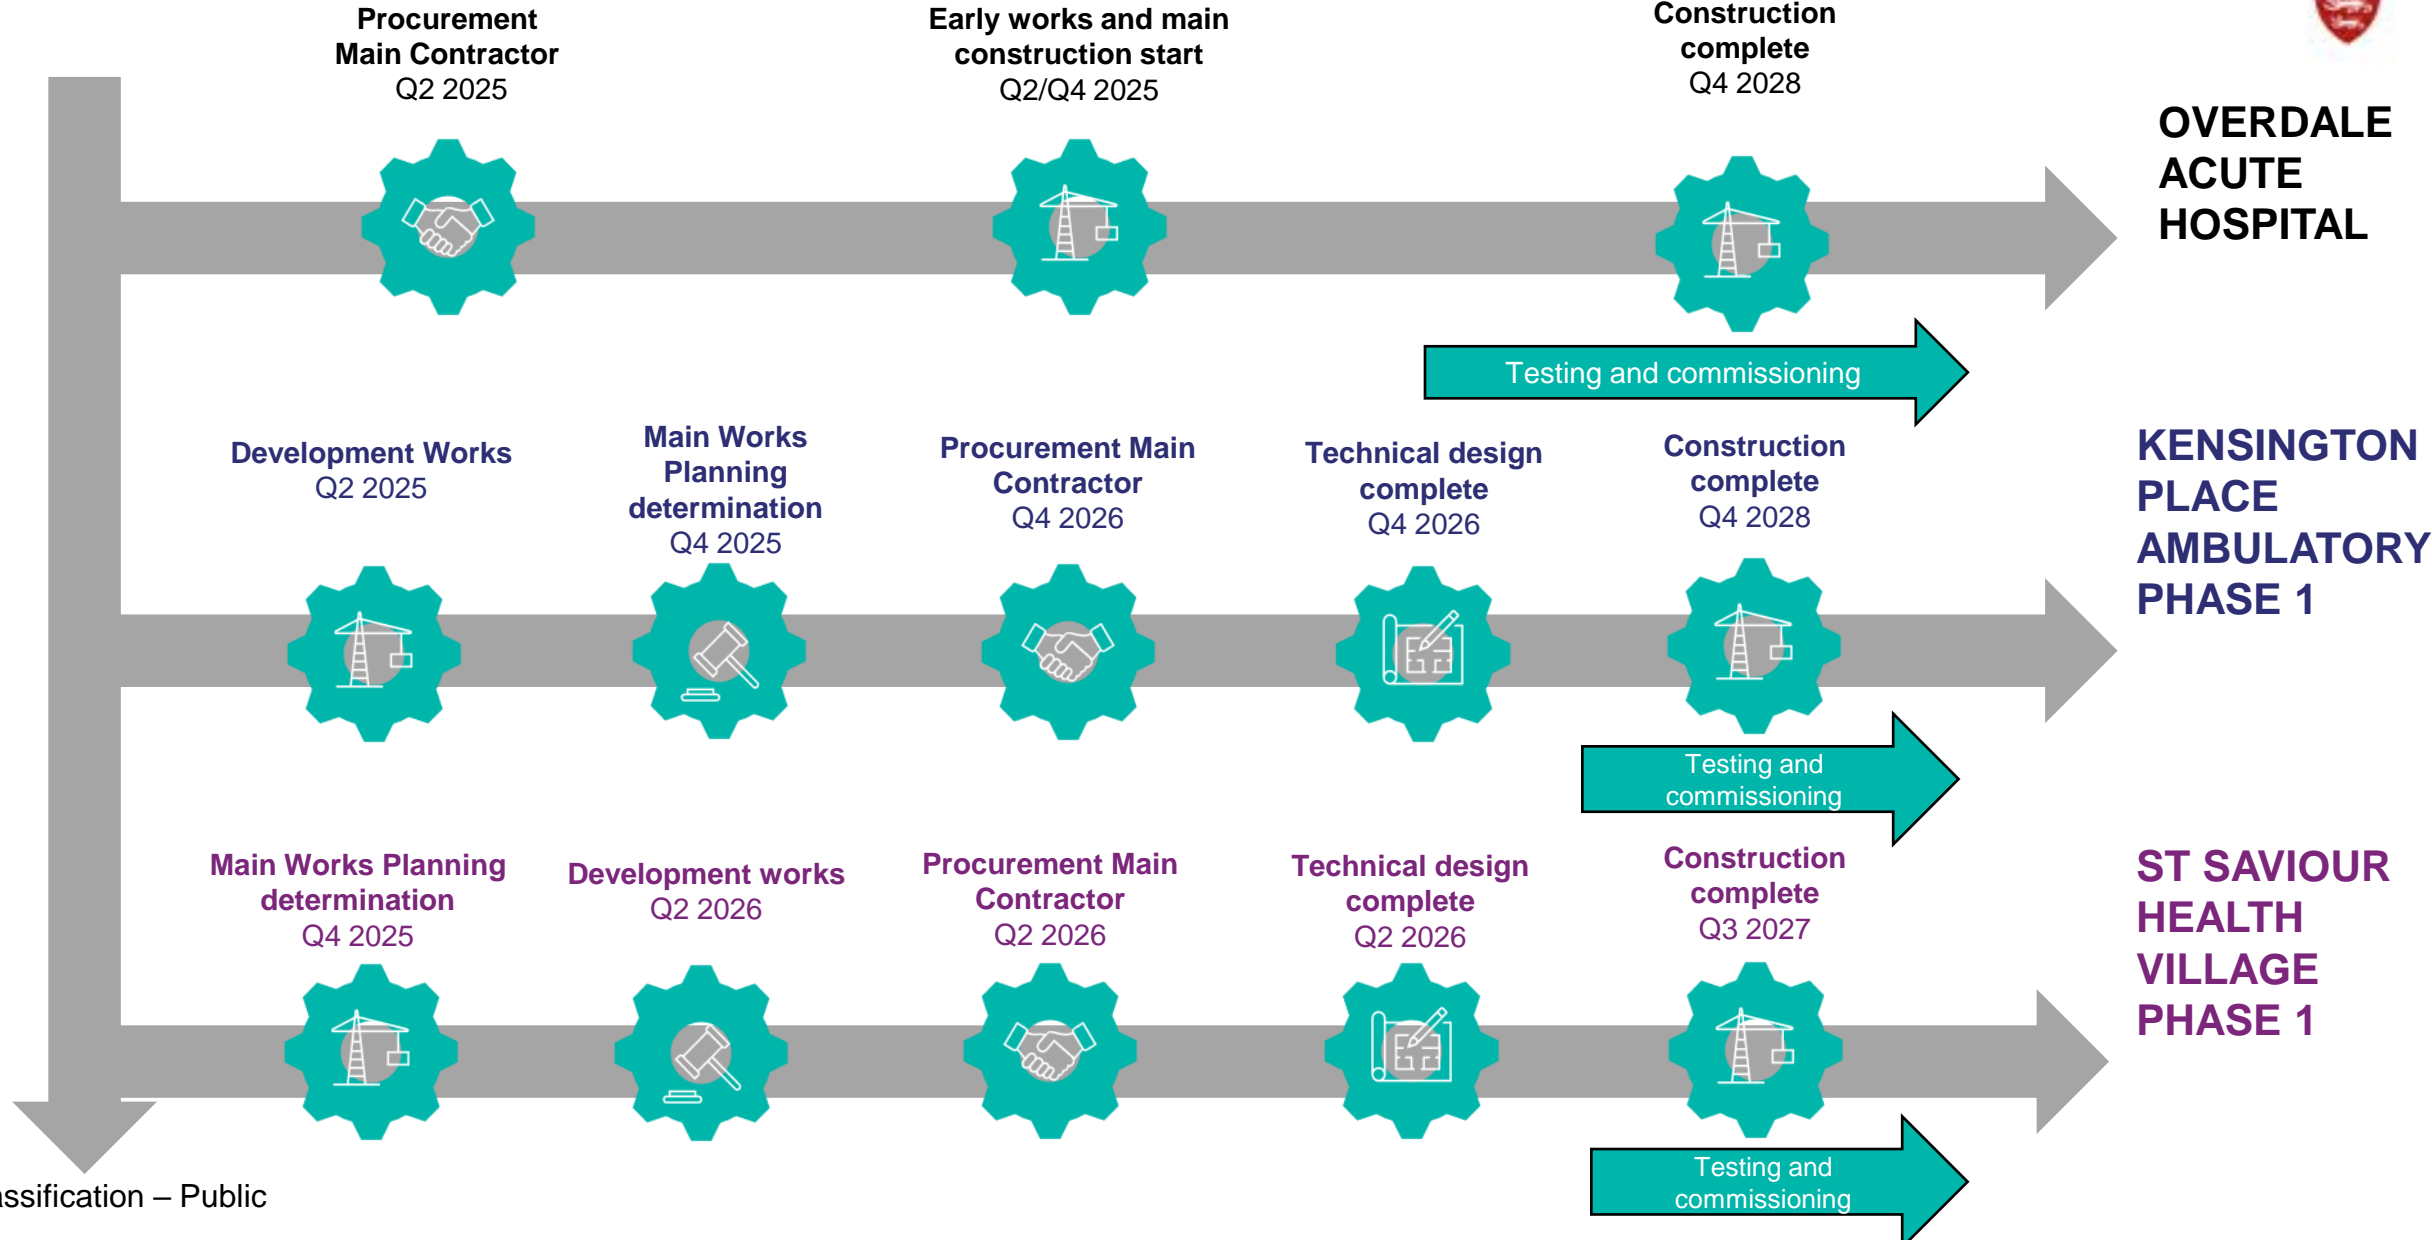 Procurement
Main Contractor
Q2 2025
Early works and main
construction start
Q2/Q4 2025
Construction
complete
Q4 2028
OVERDALE
ACUTE
HOSPITAL
Testing and commissioning
Development Works
Q2 2025
Main Works
Planning
determination
Q4 2025
Procurement Main
Contractor
Q4 2026
Technical design
complete
Q4 2026
Construction
complete
Q4 2028
KENSINGTON
PLACE
AMBULATORY
PHASE 1
Testing and
commissioning
Main Works Planning
determination
Q4 2025
Development works
Q2 2026
Procurement Main
Contractor
Q2 2026
Technical design
complete
Q2 2026
Construction
complete
Q3 2027
ST SAVIOUR
HEALTH
VILLAGE
PHASE 1
Testing and
commissioning
assification – Public